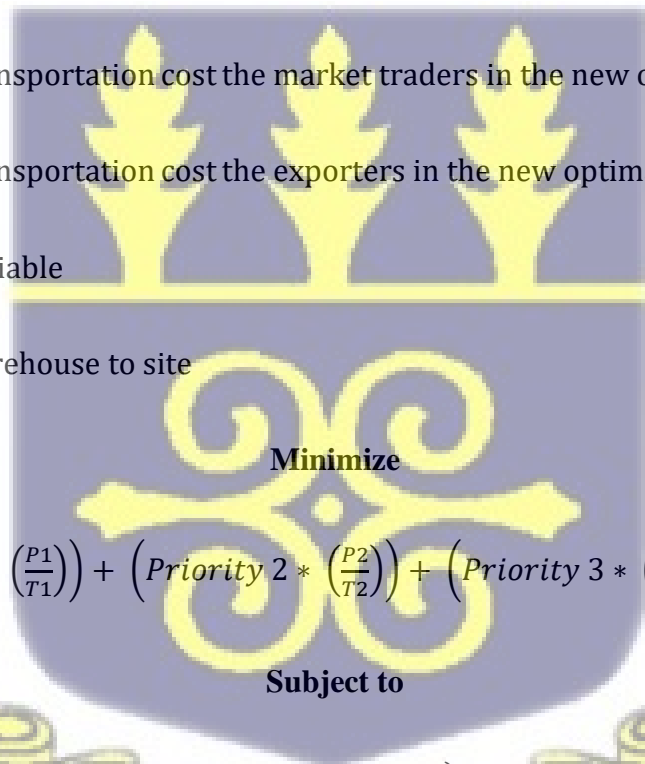 nsportation cost the market traders in the new o
nsportation cost the exporters in the new optim
iable
rehouse to site
Minimize
(P1/T1)) + (Priority 2 * (P2/T2)) + (Priority 3 * (
Subject to